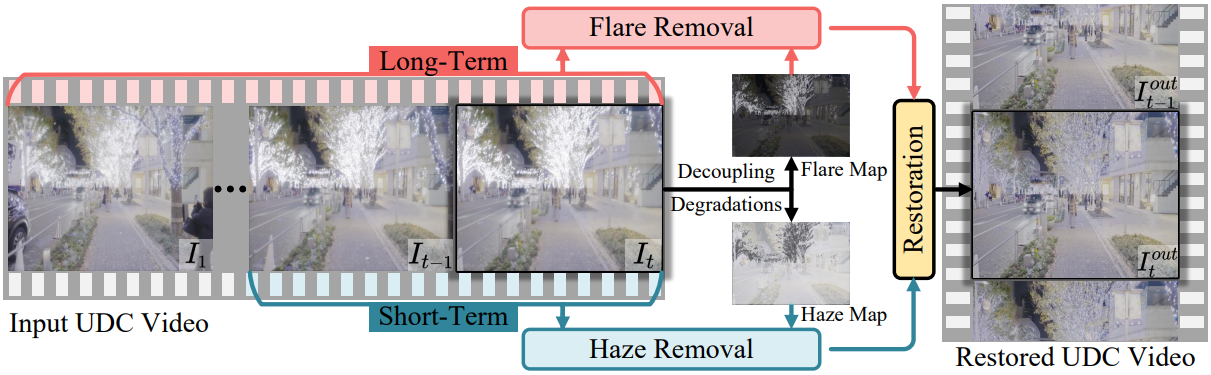 Flare Removal
Long-Term
I_{t-1}^{out}
Decoupling
Flare Map
Degradations
Restoration
...
I_1
I_{t-1}
I_t
I_t^{out}
Short-Term
Haze Map
Input UDC Video
Haze Removal
Restored UDC Video